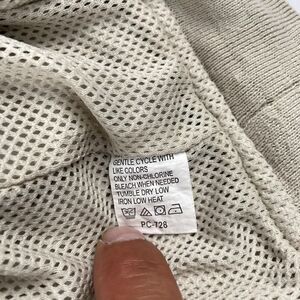 GENTLE CYCLE WITH
LIKE COLORS
ONLY NON-CHLORINE
BLEACH WHEN NEEDED
TUMBLE DRY LOW
IRON LOW HEAT
PC-128